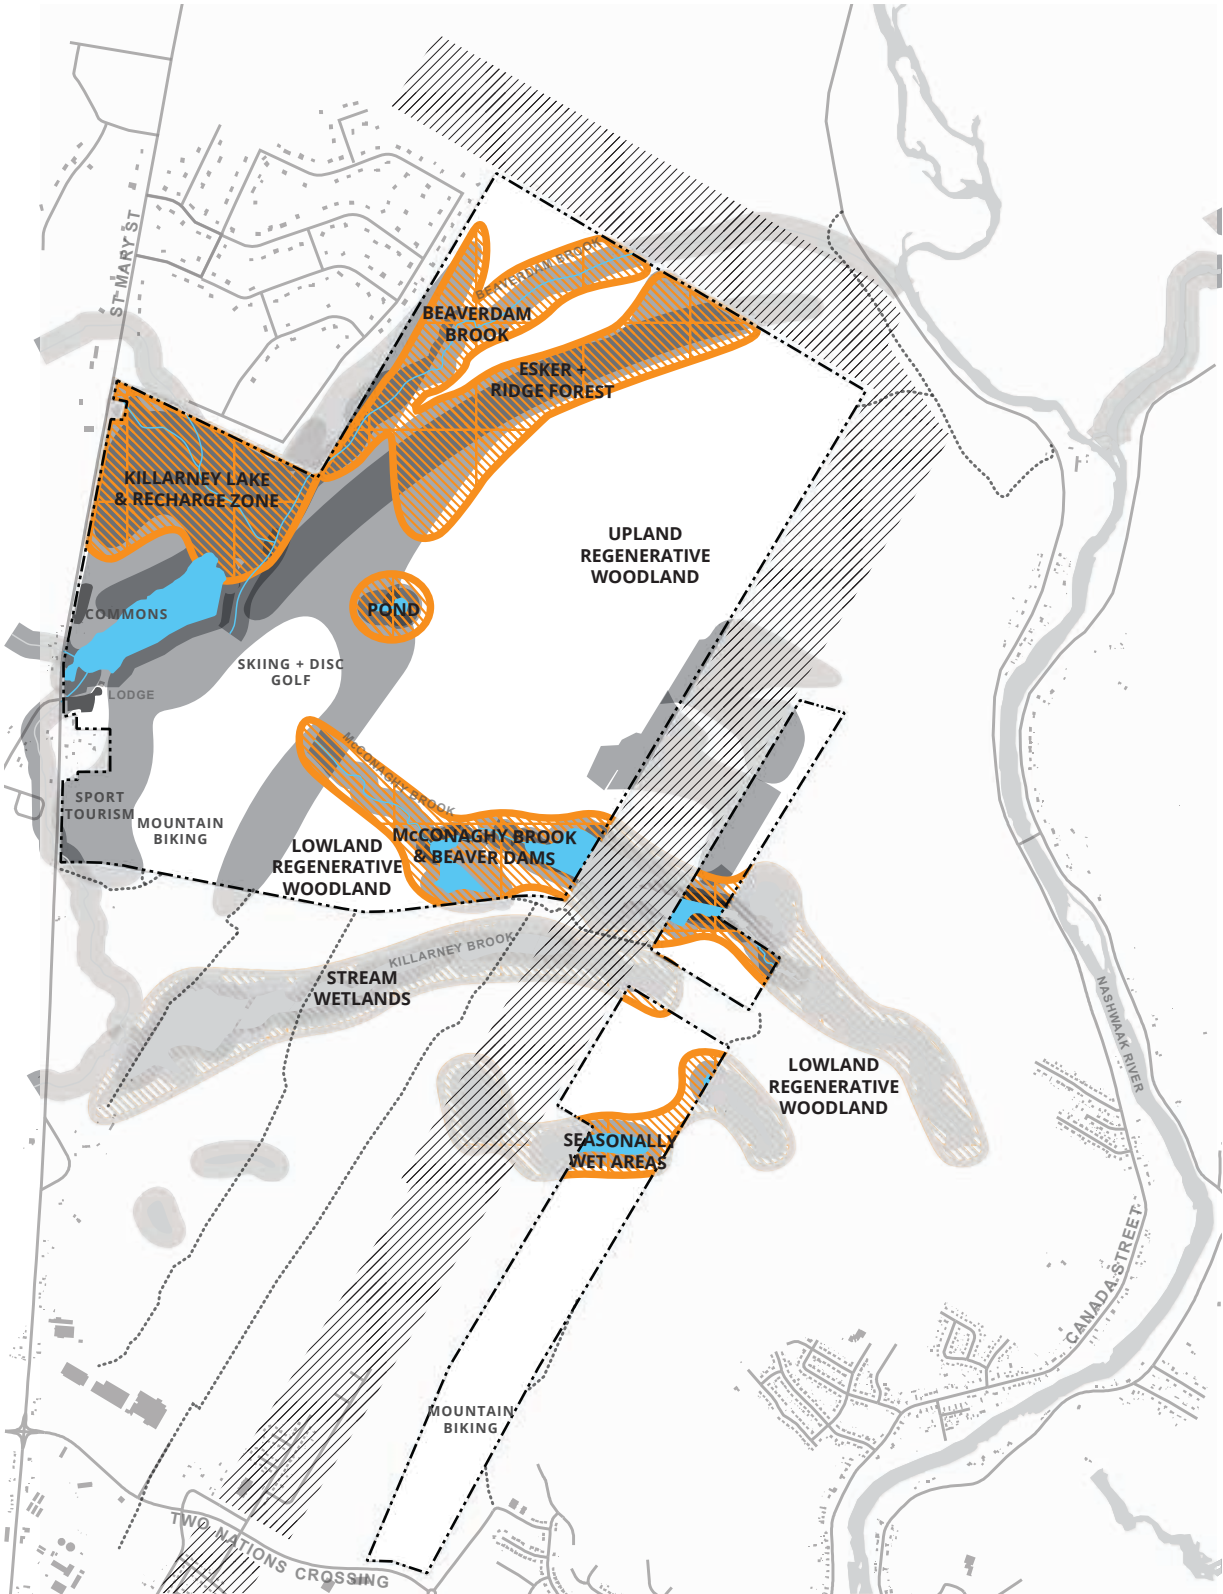 ST MARY ST
BEAVERDAM BROOK
BEAVERDAM
BROOK
ESKER +
RIDGE FOREST
KILLARNEY LAKE
& RECHARGE ZONE
UPLAND
REGENERATIVE
WOODLAND
POND
COMMONS
SKIING + DISC
GOLF
LODGE
McCONAGHY BROOK
SPORT
TOURISM
MOUNTAIN
BIKING
LOWLAND
REGENERATIVE
WOODLAND
McCONAGHY BROOK
& BEAVER DAMS
KILLARNEY BROOK
STREAM
WETLANDS
NASHWAAK RIVER
LOWLAND
REGENERATIVE
WOODLAND
SEASONALLY
WET AREAS
CANADA STREET
MOUNTAIN
BIKING
TWO NATIONS CROSSING